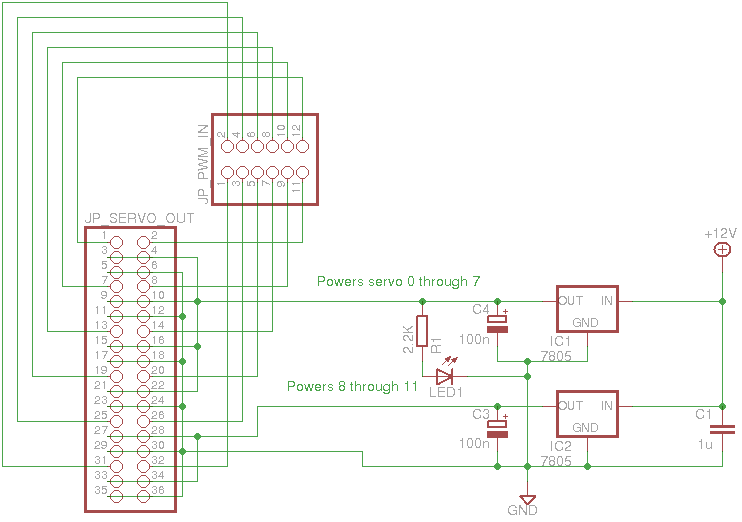 JP_PWM_IN
2 4 6 8 10 12
1 3 5 7 9 11
JP_SERVO_OUT
1 2
3 4
5 6
7 8
9 10
11 12
13 14
15 16
17 18
19 20
21 22
23 24
25 26
27 28
29 30
31 32
33 34
35 36
+12V
Powers servo 0 through 7
C4
+
100n
OUT IN
GND
IC1
7805
2.2K
R1
LED1
Powers 8 through 11
C3
+
100n
OUT IN
GND
IC2
7805
C1
1u
GND